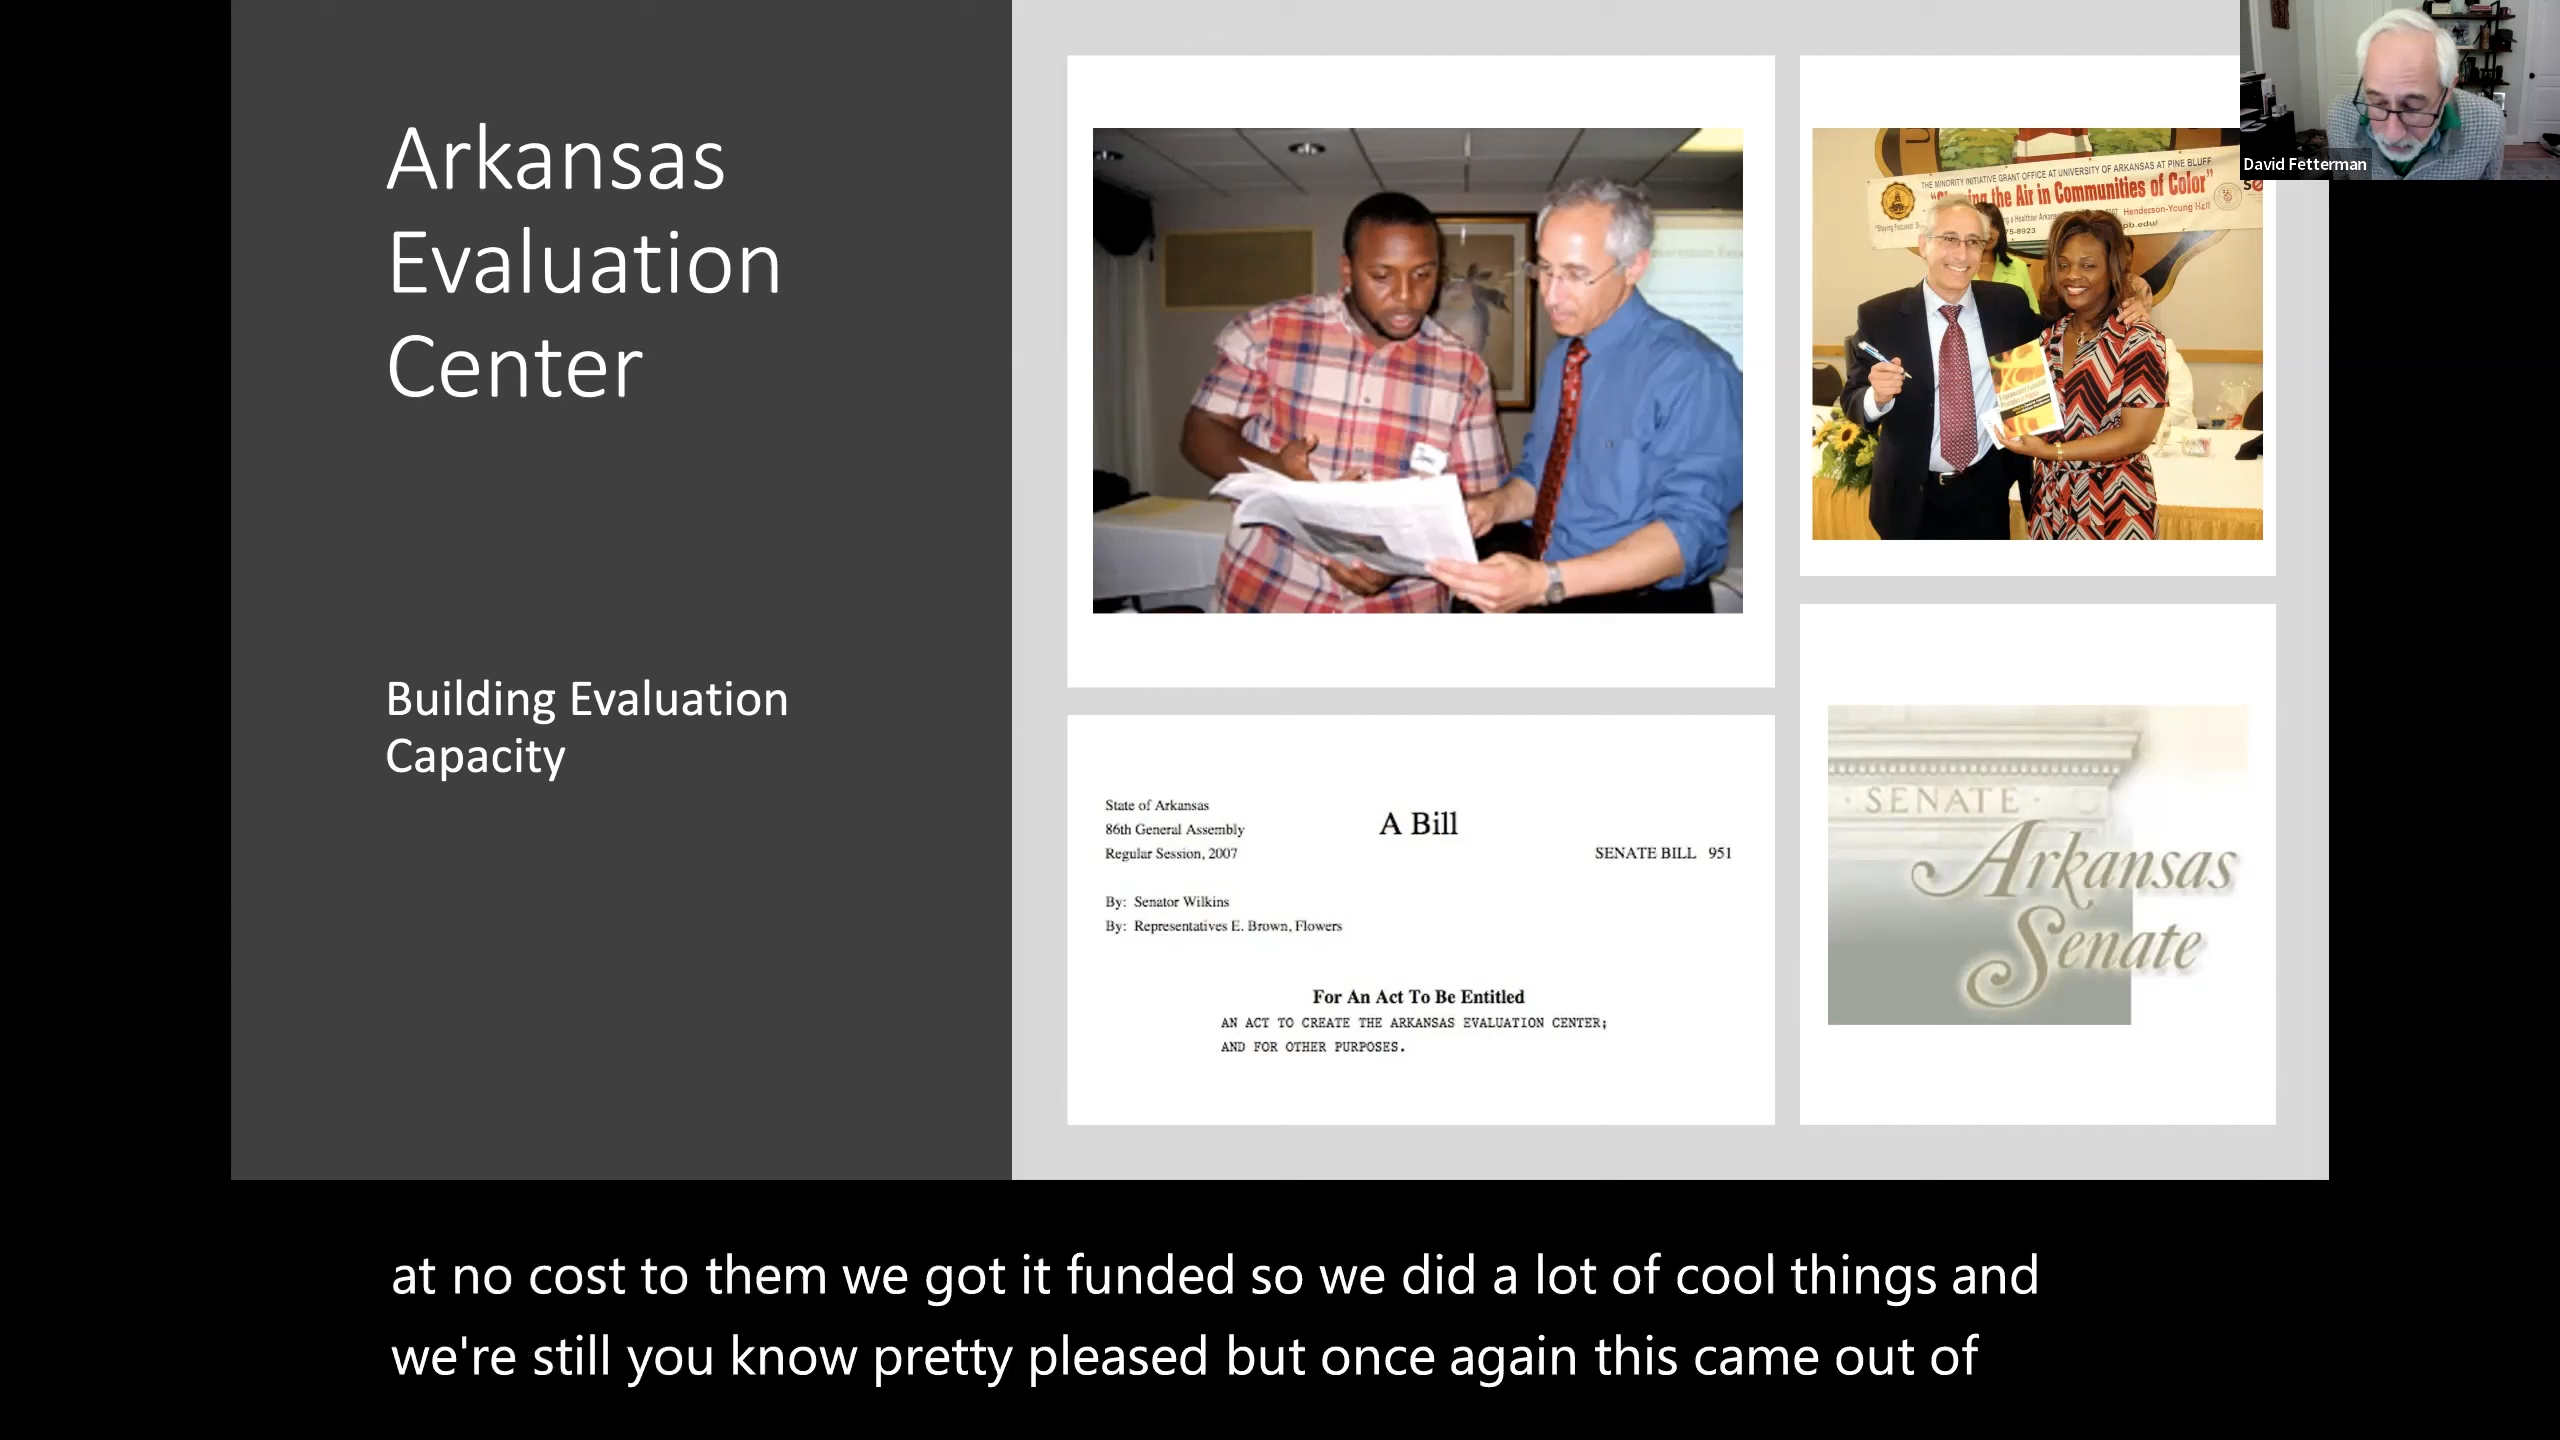 Arkansas
Evaluation
Center
Building Evaluation
Capacity
THE MINORITY INITIATIVE GRANT OFFICE AT UNIVERSITY OF ARKANSAS AT PINE BLUFF
the Air in Communities of Color"
Henderson-Young Hall
David Fetterman
State of Arkansas
86th General Assembly
Regular Session, 2007
A Bill
SENATE BILL 951
By: Senator Wilkins
By: Representatives E. Brown, Flowers
For An Act To Be Entitled
AN ACT TO CREATE THE ARKANSAS EVALUATION CENTER;
AND FOR OTHER PURPOSES.
· SENATE ·
Arkansas
Senate
at no cost to them we got it funded so we did a lot of cool things and
we're still you know pretty pleased but once again this came out of